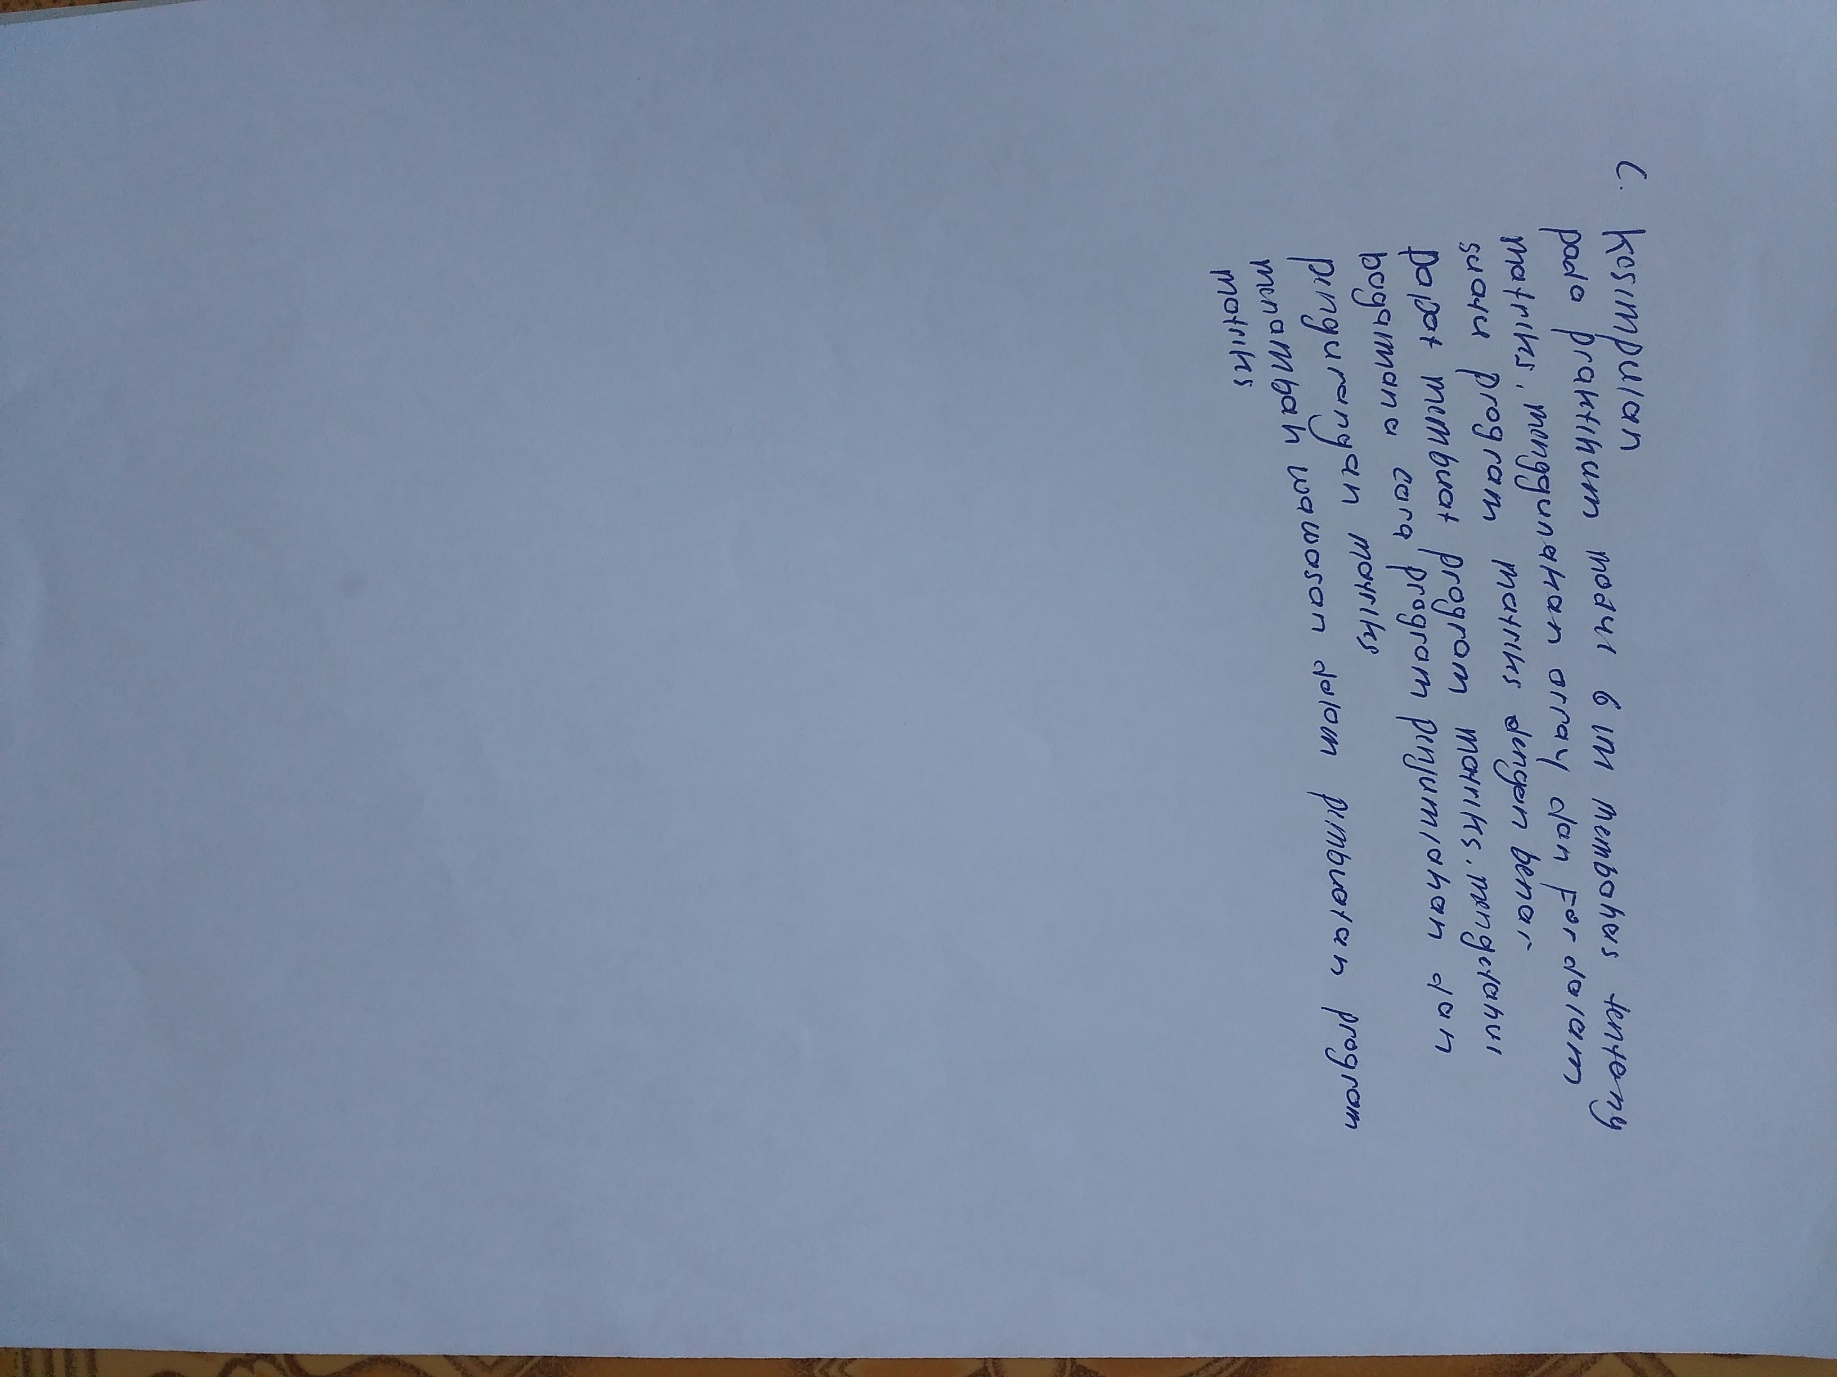 C. Kesimpulan
pada praktikum modul 6 ini membahas tentang
matriks, menggunakan array dan for dalam
suatu program matriks dengan benar
Dapat membuat program matriks, mengetahui
bagaimana cara program penjumlahan dan
pengurangan matriks
menambah wawasan dalam pembuatan program
matriks